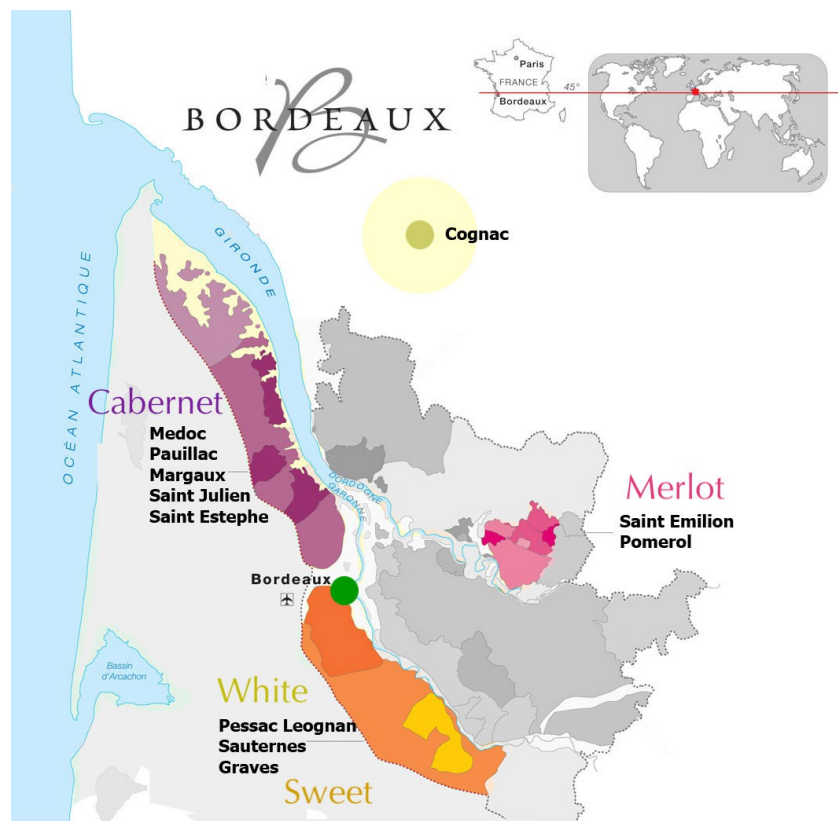 BORDEAUX
Paris
FRANCE
45°
Bordeaux
Cognac
GIRONDE
OCÉAN ATLANTIQUE
Cabernet
Medoc
Pauillac
Margaux
Saint Julien
Saint Estephe
DORDOGNE
GARONNE
Merlot
Saint Emilion
Pomerol
Bordeaux
Bassin
d'Arcachon
White
Pessac Leognan
Sauternes
Graves
Sweet